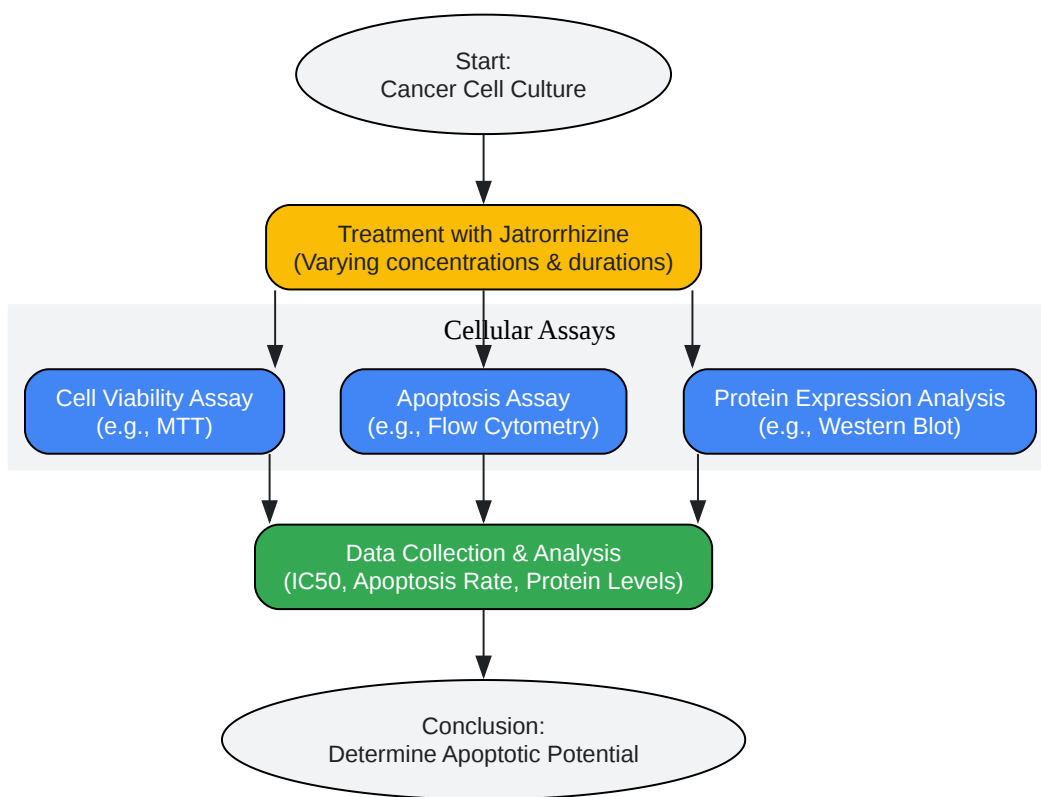 Start:
Cancer Cell Culture
Treatment with Jatrorrhizine
(Varying concentrations & durations)
Cellular Assays
Cell Viability Assay
(e.g., MTT)
Apoptosis Assay
(e.g., Flow Cytometry)
Protein Expression Analysis
(e.g., Western Blot)
Data Collection & Analysis
(IC50, Apoptosis Rate, Protein Levels)
Conclusion:
Determine Apoptotic Potential